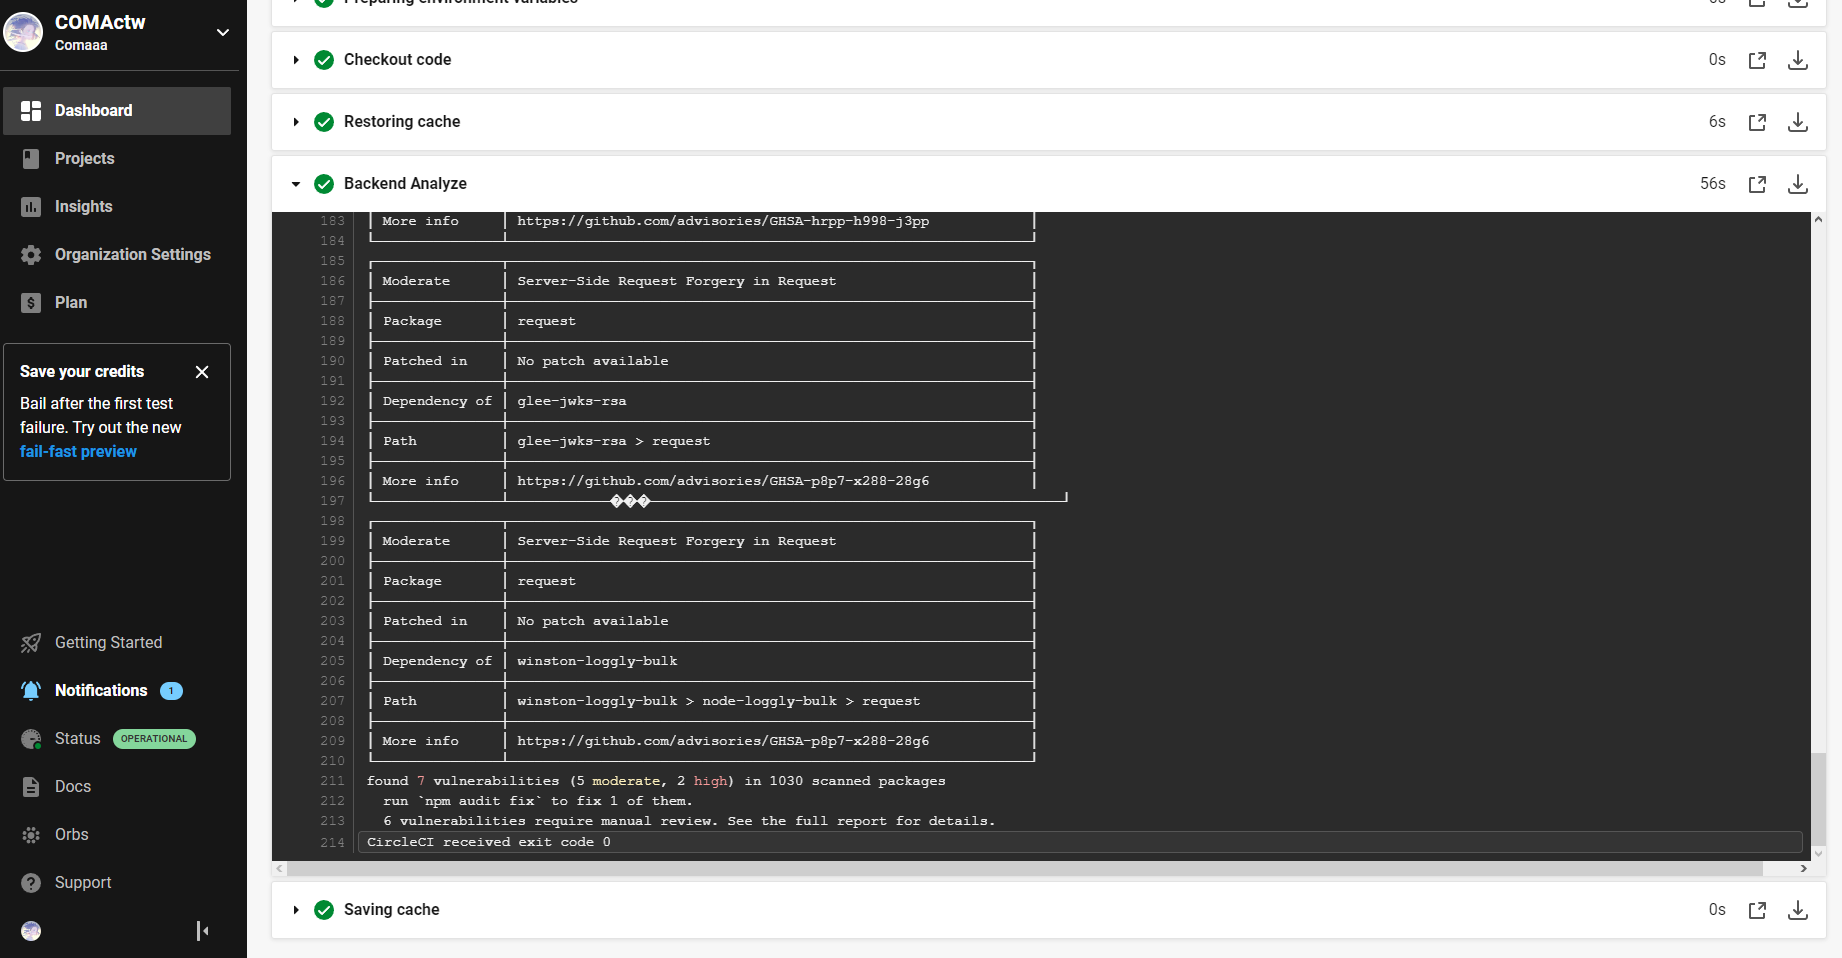 COMActw
Comaaa
Dashboard
Projects
Insights
Organization Settings
Plan
Save your credits
Bail after the first test
failure. Try out the new
fail-fast preview
Getting Started
Notifications 1
Status OPERATIONAL
Docs
Orbs
Support
Preparing environment variables 0s
Checkout code 0s
Restoring cache 6s
Backend Analyze 56s
183 More info https://github.com/advisories/GHSA-hrpp-h998-j3pp
184
185
186 Moderate Server-Side Request Forgery in Request
187
188 Package request
189
190 Patched in No patch available
191
192 Dependency of glee-jwks-rsa
193
194 Path glee-jwks-rsa > request
195
196 More info https://github.com/advisories/GHSA-p8p7-x288-28g6
197 ���
198
199 Moderate Server-Side Request Forgery in Request
200
201 Package request
202
203 Patched in No patch available
204
205 Dependency of winston-loggly-bulk
206
207 Path winston-loggly-bulk > node-loggly-bulk > request
208
209 More info https://github.com/advisories/GHSA-p8p7-x288-28g6
210
211 found 7 vulnerabilities (5 moderate, 2 high) in 1030 scanned packages
212 run `npm audit fix` to fix 1 of them.
213 6 vulnerabilities require manual review. See the full report for details.
214 CircleCI received exit code 0
Saving cache 0s